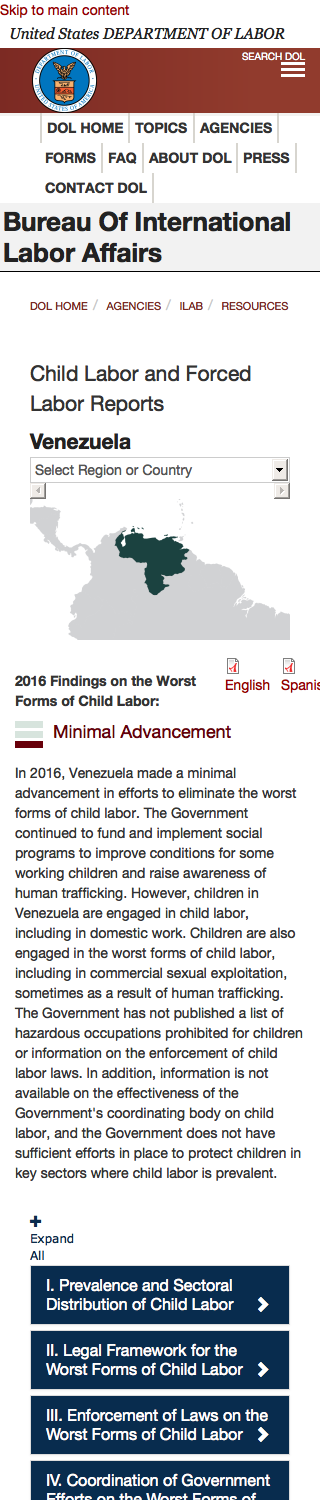 Skip to main content
United States DEPARTMENT OF LABOR
SEARCH DOL
DOL HOME
TOPICS
AGENCIES
FORMS
FAQ
ABOUT DOL
PRESS
CONTACT DOL
Bureau Of International
Labor Affairs
DOL HOME / AGENCIES / ILAB / RESOURCES
Child Labor and Forced
Labor Reports
Venezuela
Select Region or Country
2016 Findings on the Worst
Forms of Child Labor:
English
Spanis
Minimal Advancement
In 2016, Venezuela made a minimal
advancement in efforts to eliminate the worst
forms of child labor. The Government
continued to fund and implement social
programs to improve conditions for some
working children and raise awareness of
human trafficking. However, children in
Venezuela are engaged in child labor,
including in domestic work. Children are also
engaged in the worst forms of child labor,
including in commercial sexual exploitation,
sometimes as a result of human trafficking.
The Government has not published a list of
hazardous occupations prohibited for children
or information on the enforcement of child
labor laws. In addition, information is not
available on the effectiveness of the
Government's coordinating body on child
labor, and the Government does not have
sufficient efforts in place to protect children in
key sectors where child labor is prevalent.
+
Expand
All
I. Prevalence and Sectoral
Distribution of Child Labor
II. Legal Framework for the
Worst Forms of Child Labor
III. Enforcement of Laws on the
Worst Forms of Child Labor
IV. Coordination of Government
Efforts on the Worst Forms of